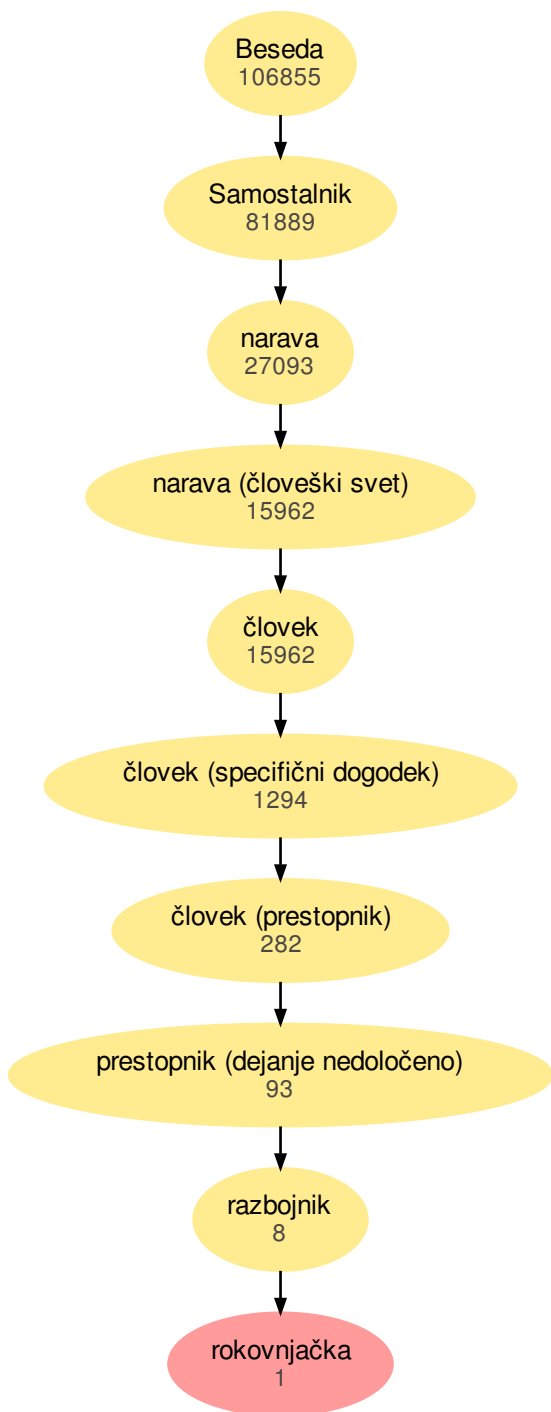 Beseda
106855
Samostalnik
81889
narava
27093
narava (človeški svet)
15962
človek
15962
človek (specifični dogodek)
1294
človek (prestopnik)
282
prestopnik (dejanje nedoločeno)
93
razbojnik
8
rokovnjačka
1